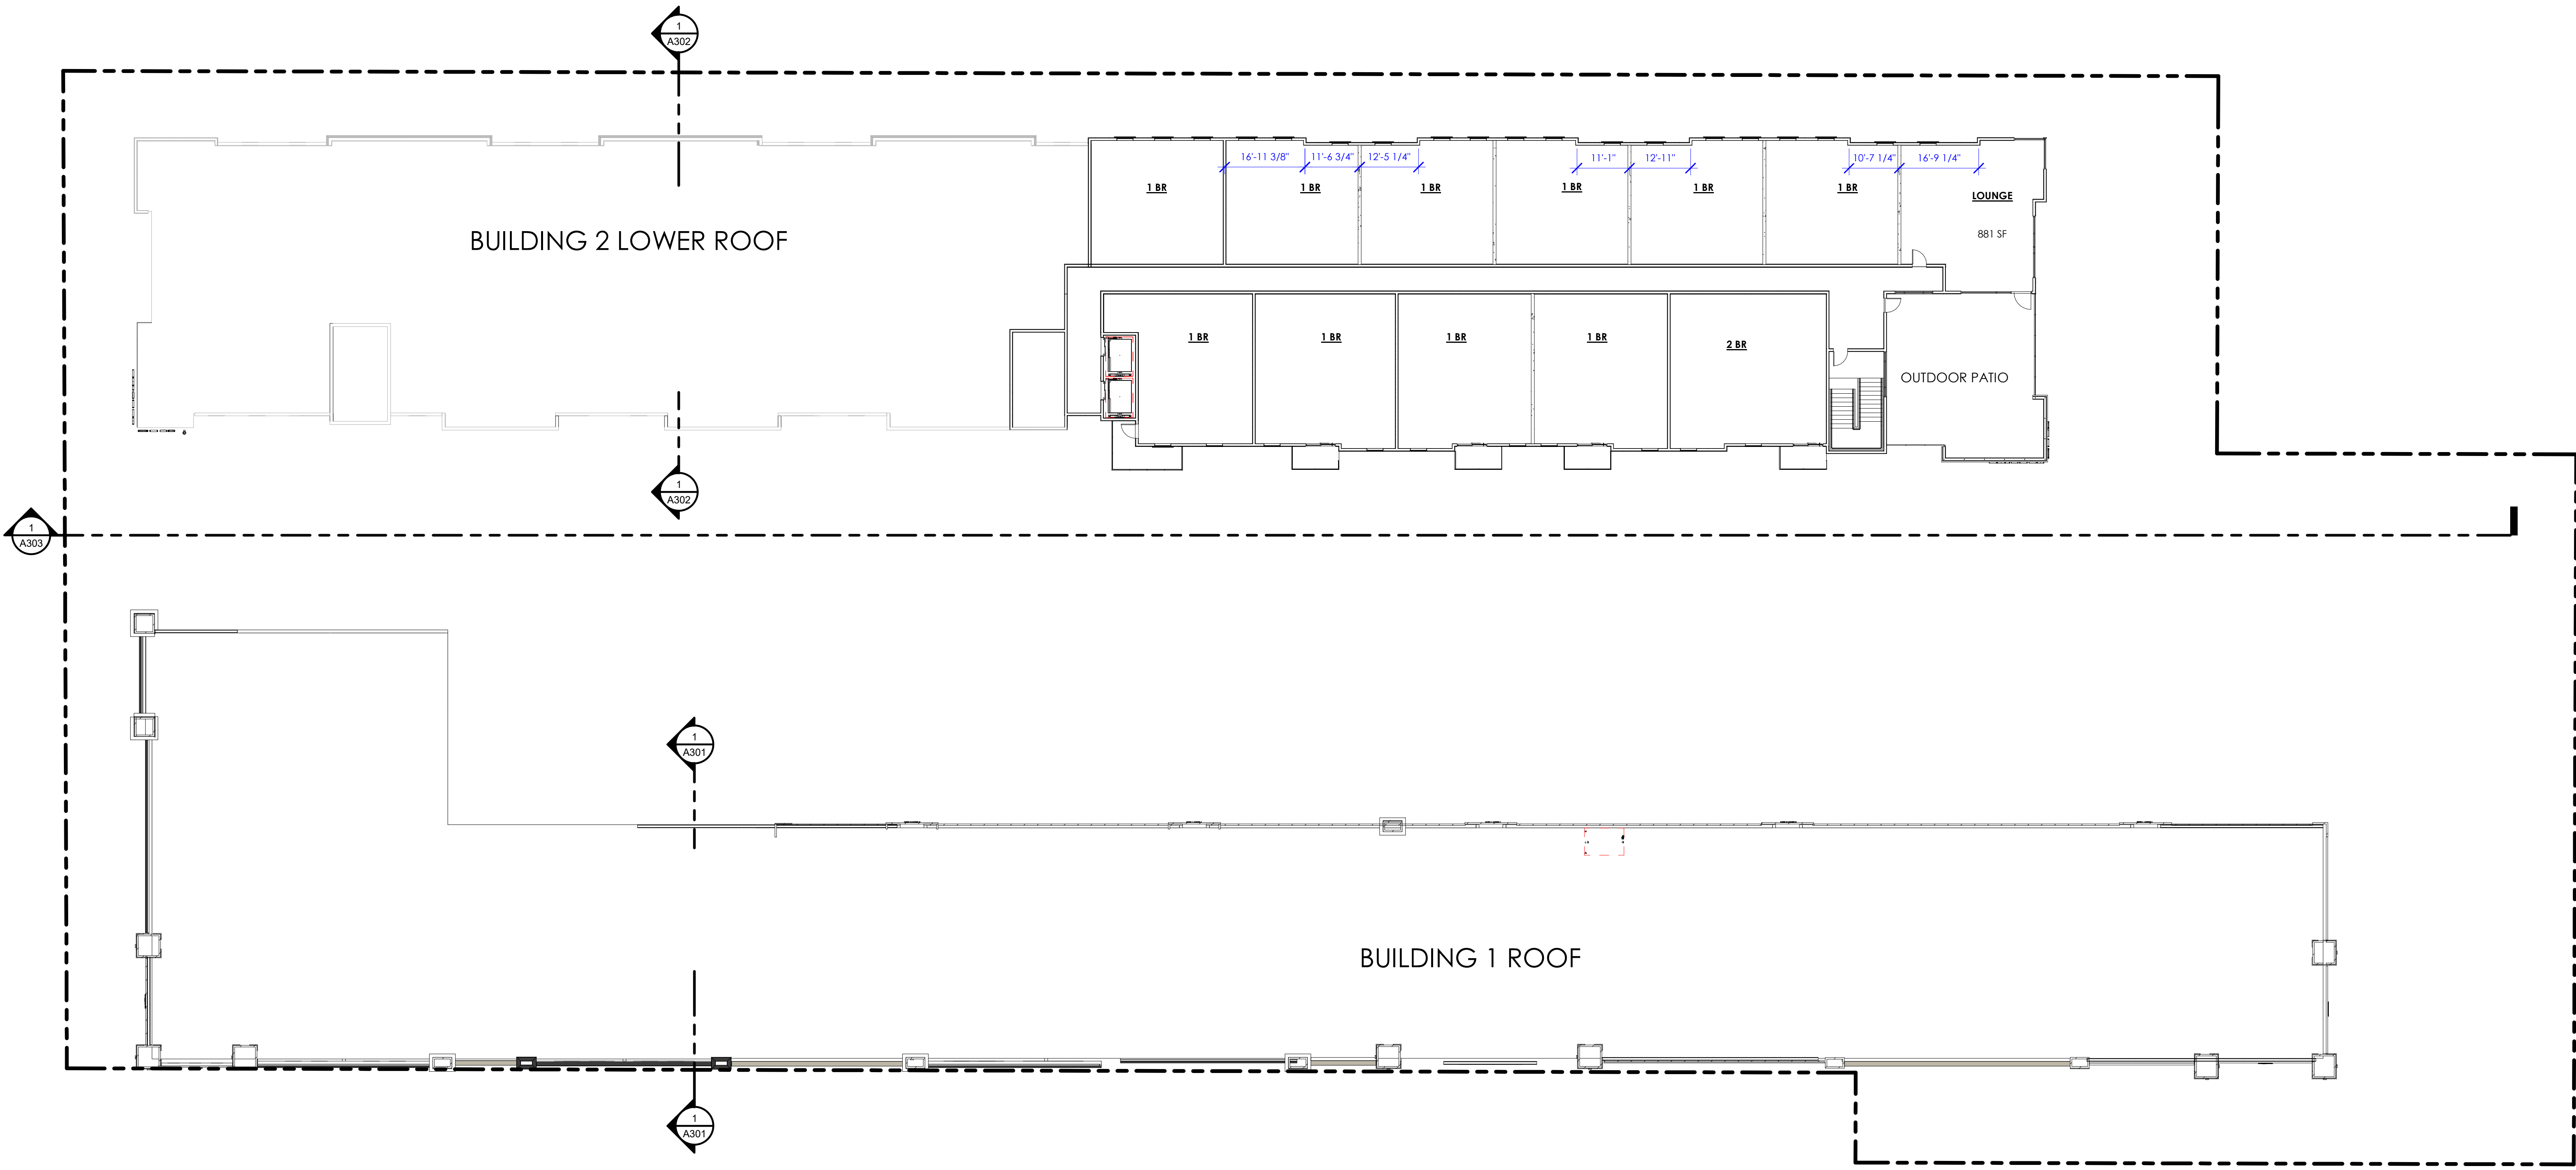 1
A302
16'-11 3/8"
11'-6 3/4"
12'-5 1/4"
11'-1"
12'-11"
10'-7 1/4"
16'-9 1/4"
1 BR
1 BR
1 BR
1 BR
1 BR
1 BR
LOUNGE
881 SF
BUILDING 2 LOWER ROOF
1 BR
1 BR
1 BR
1 BR
2 BR
OUTDOOR PATIO
1
A302
1
A303
1
A301
BUILDING 1 ROOF
1
A301